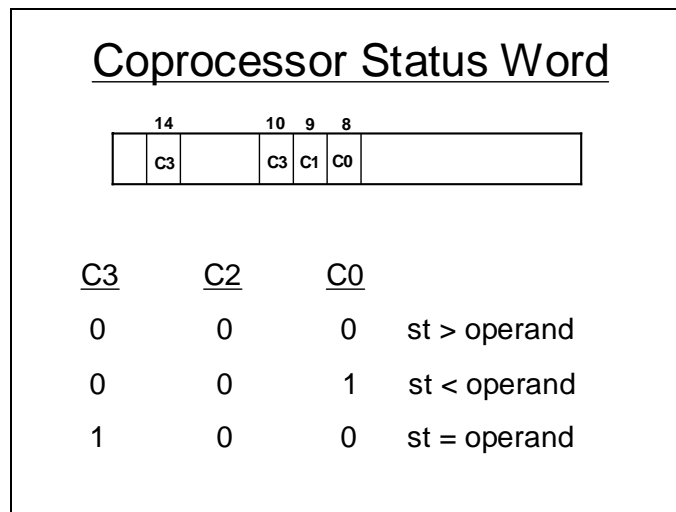 Coprocessor Status Word
14 10 9 8
C3 C3 C1 C0
C3 C2 C0
0 0 0 st > operand
0 0 1 st < operand
1 0 0 st = operand